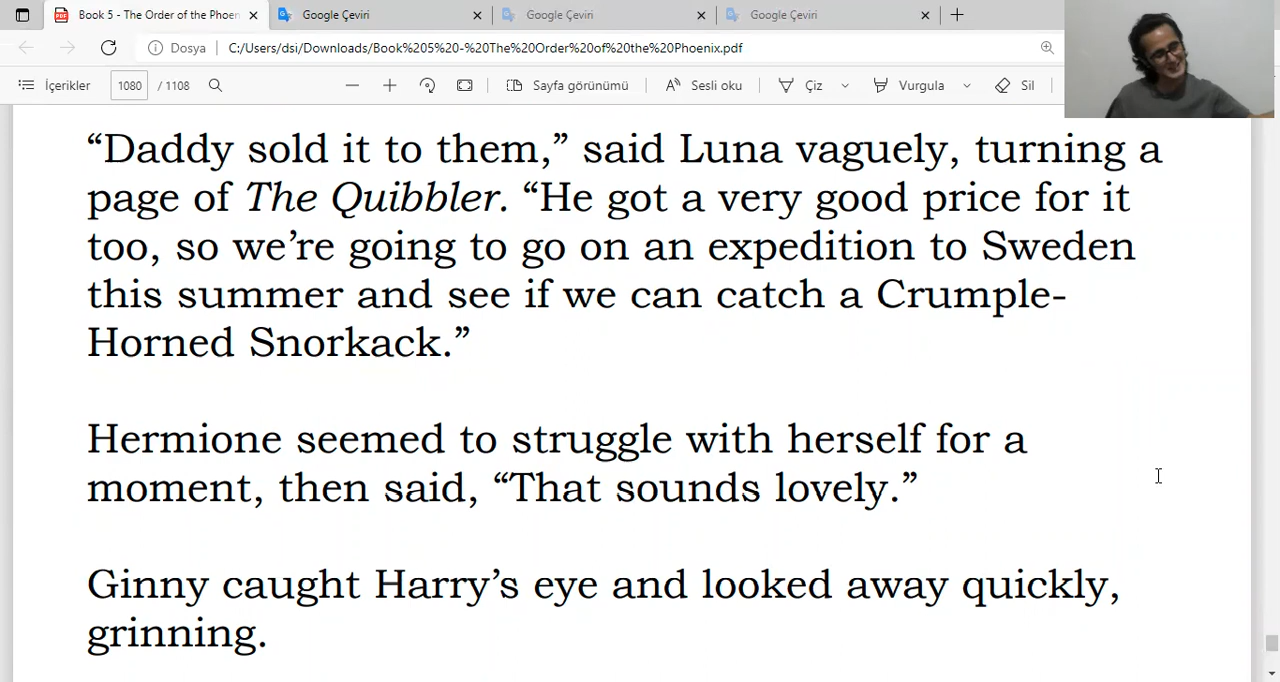 Book 5 - The Order of the Phoen
Google Çeviri
Google Çeviri
Google Çeviri
Dosya
C:/Users/dsi/Downloads/Book%205%20-%20The%20Order%20of%20the%20Phoenix.pdf
İçerikler
1080 / 1108
Sayfa görünümü
Sesli oku
Çiz
Vurgula
Sil
“Daddy sold it to them,” said Luna vaguely, turning a
page of The Quibbler. “He got a very good price for it
too, so we’re going to go on an expedition to Sweden
this summer and see if we can catch a Crumple-
Horned Snorkack.”
Hermione seemed to struggle with herself for a
moment, then said, “That sounds lovely.”
Ginny caught Harry’s eye and looked away quickly,
grinning.